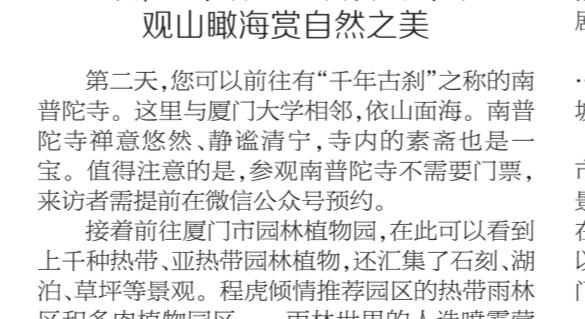 观山瞰海赏自然之美
第二天，您可以前往有“千年古刹”之称的南
普陀寺。这里与厦门大学相邻，依山面海。南普
陀寺禅意悠然、静谧清宁，寺内的素斋也是一
宝。值得注意的是，参观南普陀寺不需要门票，
来访者需提前在微信公众号预约。
接着前往厦门市园林植物园，在此可以看到
上千种热带、亚热带园林植物，还汇集了石刻、湖
泊、草坪等景观。程虎倾情推荐园区的热带雨林